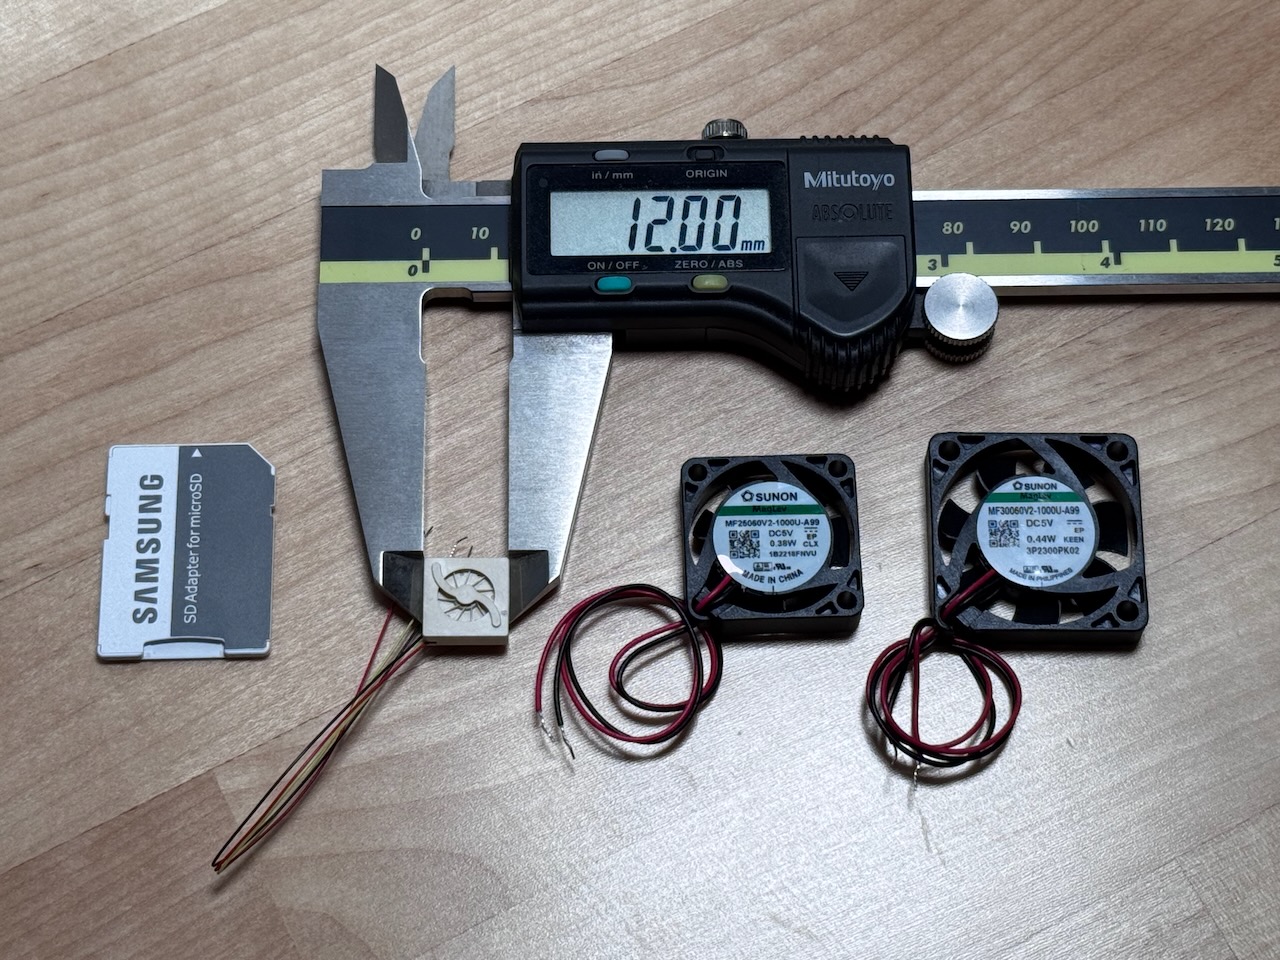 in/mm
ORIGIN
Mitutoyo
ABSOLUTE
12.00 mm
ON/OFF
ZERO/ABS
0 10
0
80 90 100 110 120
3 4 5
SAMSUNG
SD Adapter for microSD
SUNON
MagLev
MF25060V2-1000U-A99
DC5V
EP
0.38W CLX
1B2218FNVU
MADE IN CHINA
SUNON
MagLev
MF30060V2-1000U-A99
DC5V
EP
0.44W KEEN
3P2300PK02
MADE IN PHILIPPINES